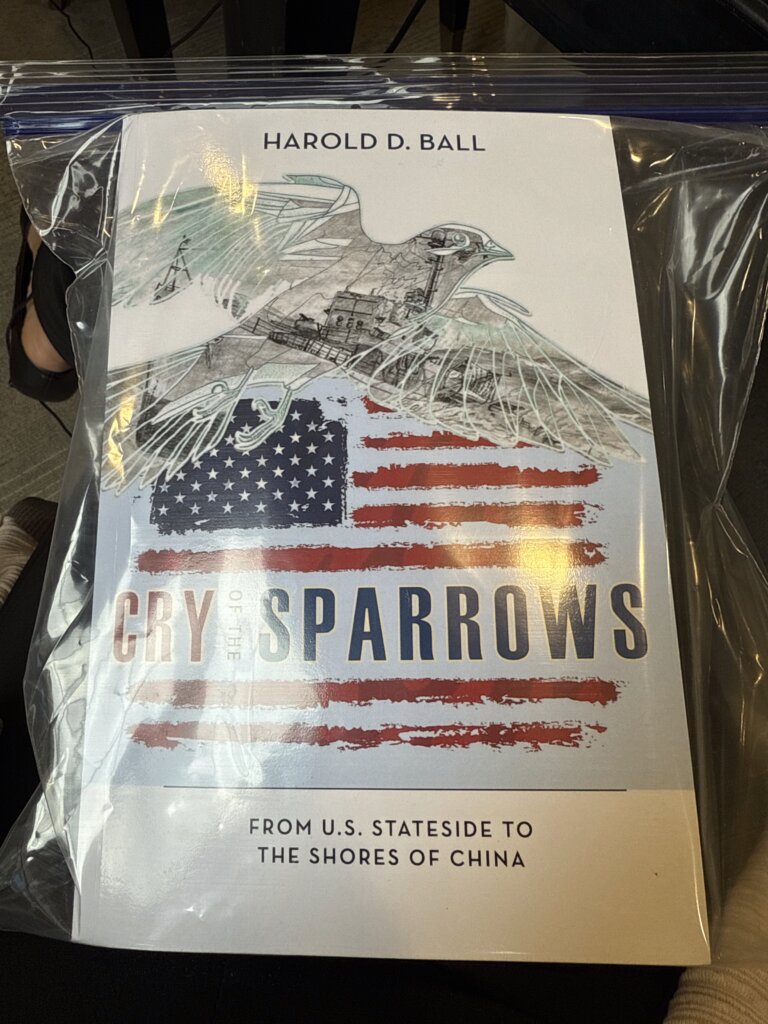 HAROLD D. BALL
CRY OF THE SPARROWS
FROM U.S. STATESIDE TO
THE SHORES OF CHINA